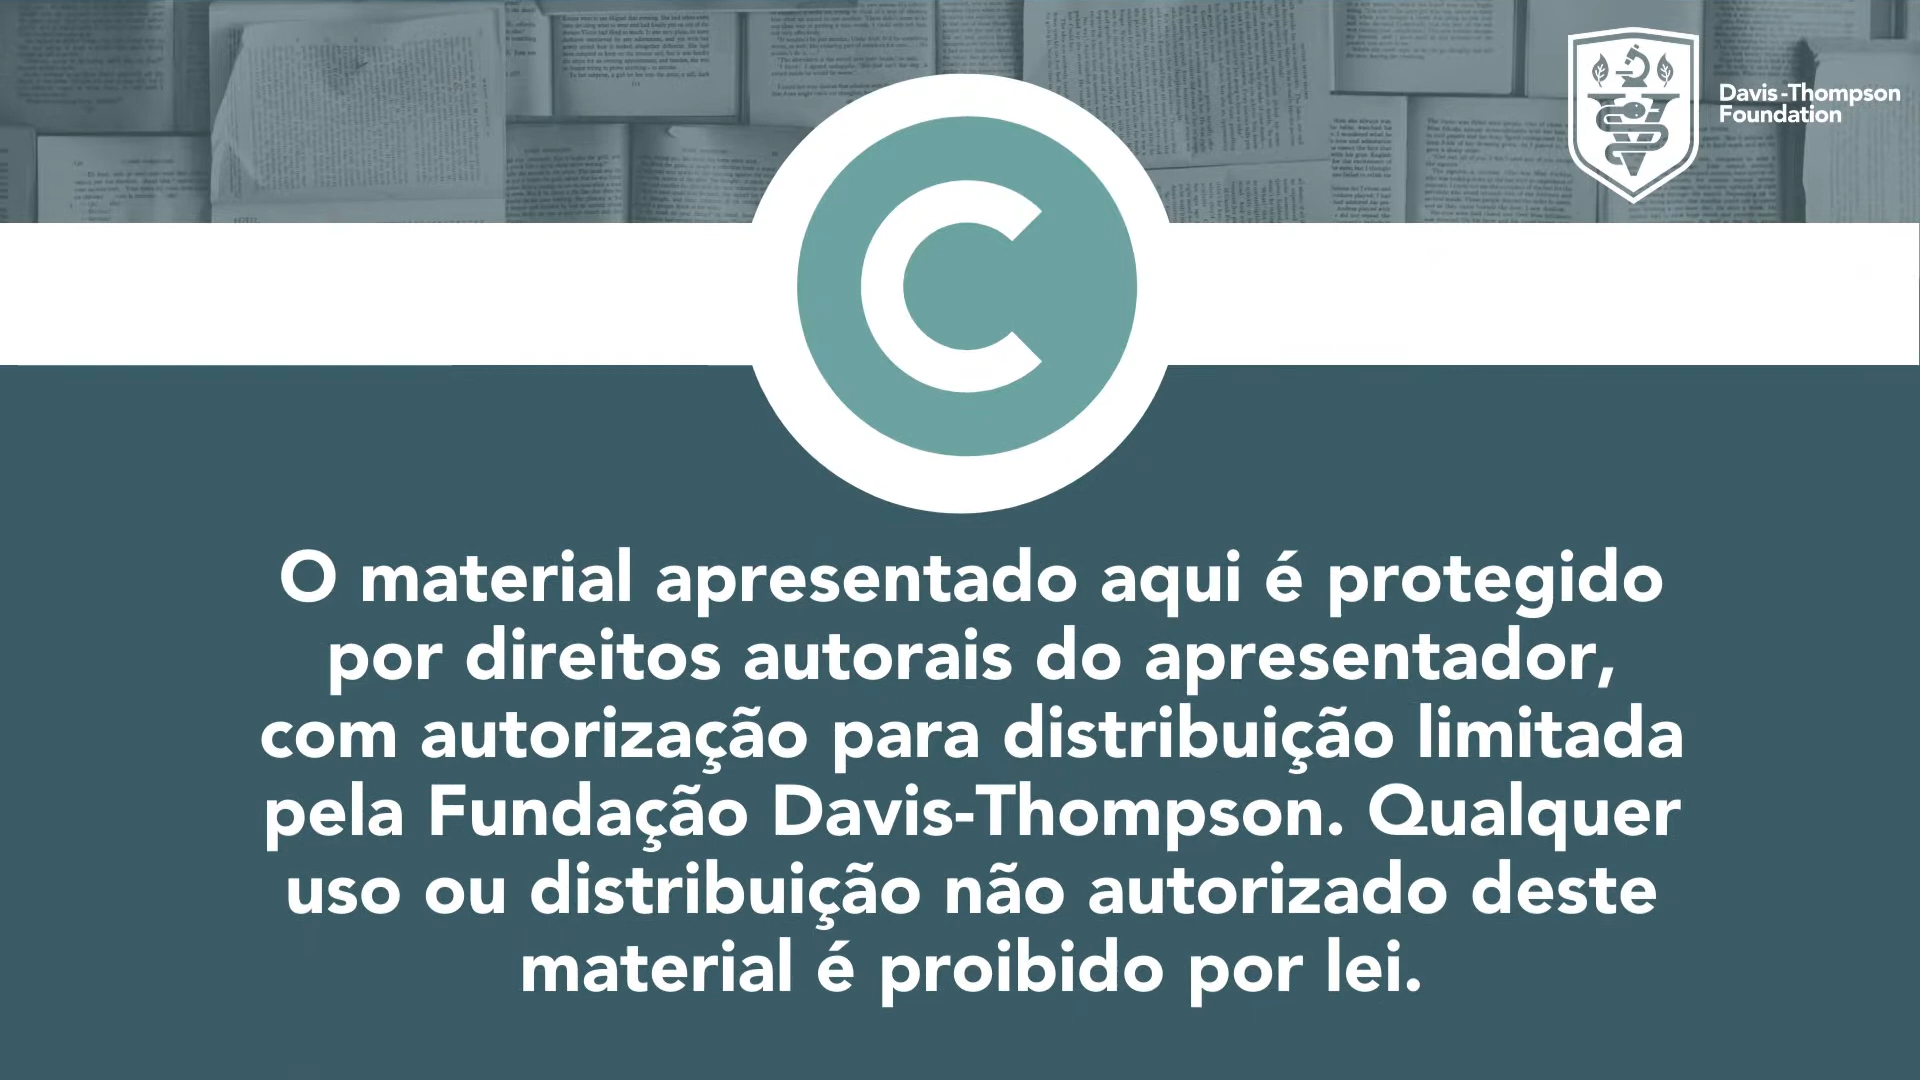 Davis-Thompson
Foundation
C
O material apresentado aqui é protegido
por direitos autorais do apresentador,
com autorização para distribuição limitada
pela Fundação Davis-Thompson. Qualquer
uso ou distribuição não autorizado deste
material é proibido por lei.